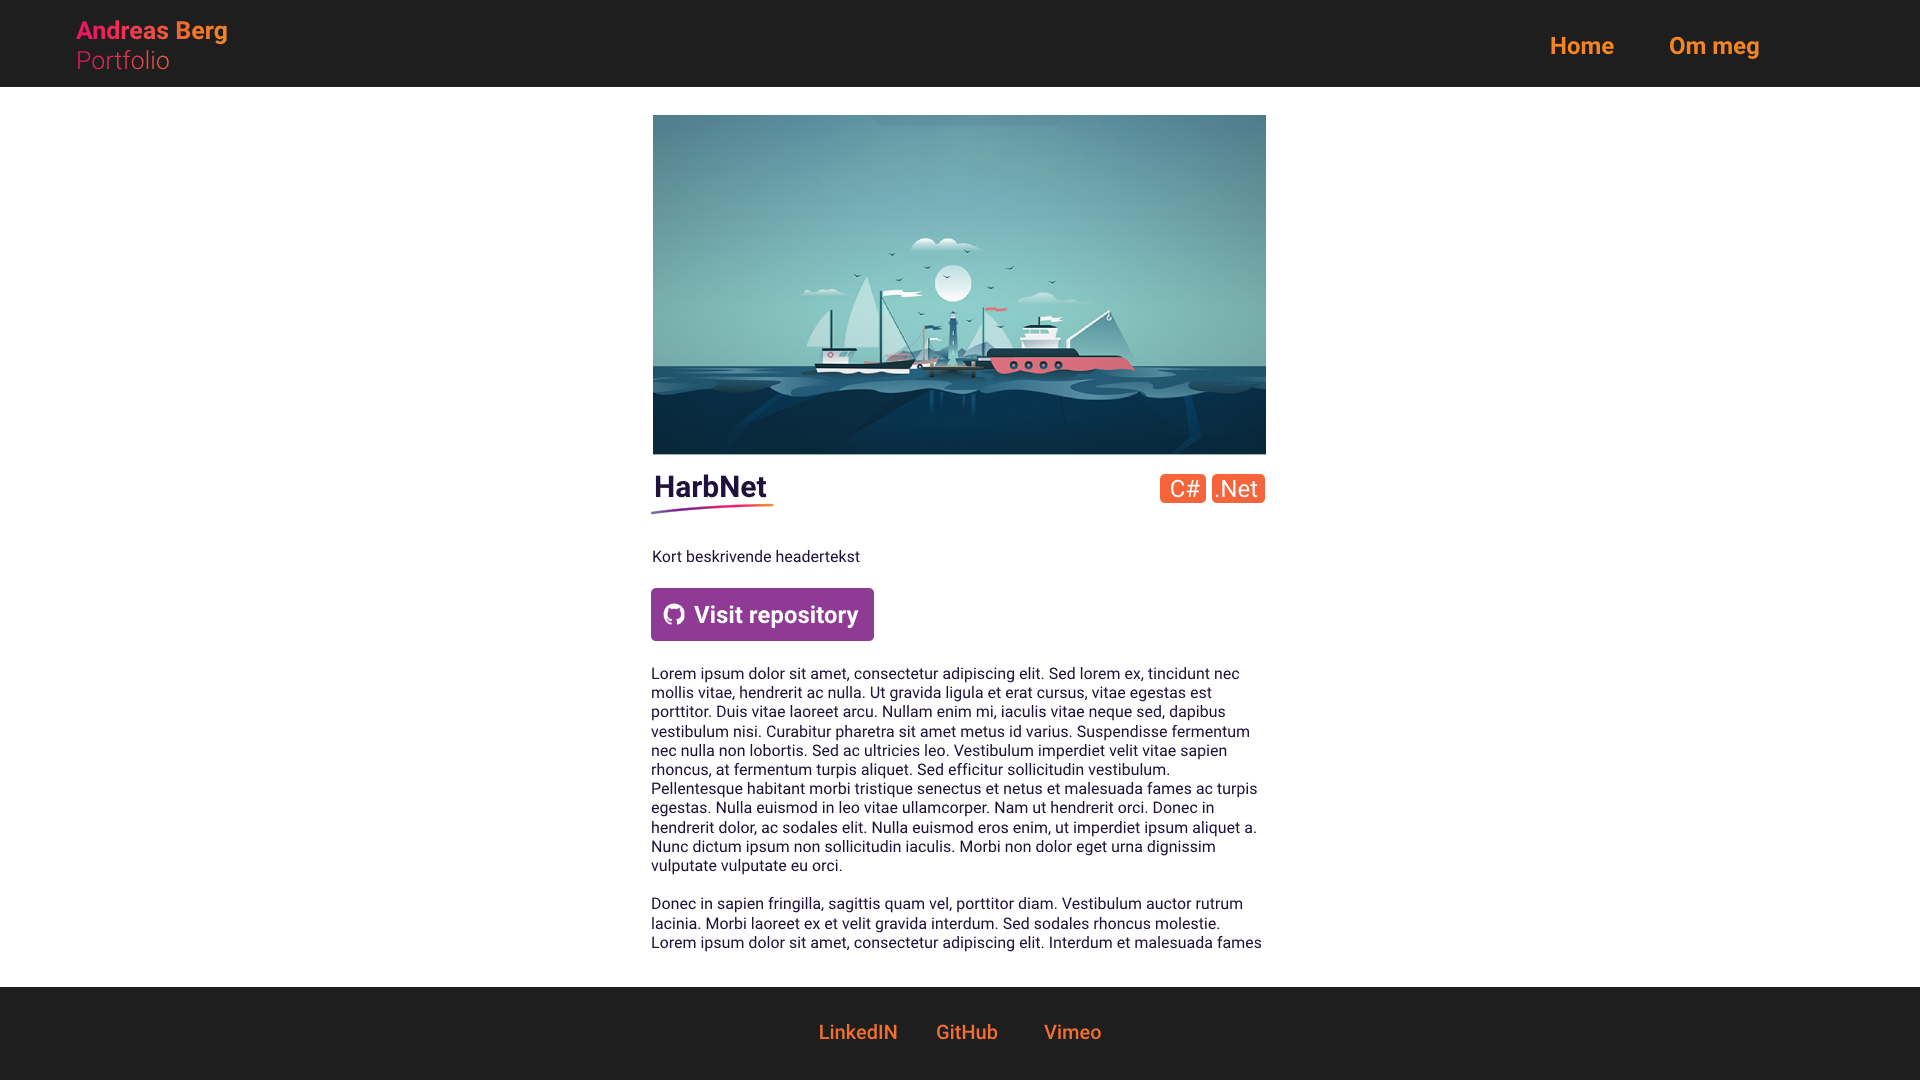 Andreas Berg
Portfolio
Home
Om meg
HarbNet
C#
.Net
Kort beskrivende headertekst
Visit repository
Lorem ipsum dolor sit amet, consectetur adipiscing elit. Sed lorem ex, tincidunt nec
mollis vitae, hendrerit ac nulla. Ut gravida ligula et erat cursus, vitae egestas est
porttitor. Duis vitae laoreet arcu. Nullam enim mi, iaculis vitae neque sed, dapibus
vestibulum nisi. Curabitur pharetra sit amet metus id varius. Suspendisse fermentum
nec nulla non lobortis. Sed ac ultricies leo. Vestibulum imperdiet velit vitae sapien
rhoncus, at fermentum turpis aliquet. Sed efficitur sollicitudin vestibulum.
Pellentesque habitant morbi tristique senectus et netus et malesuada fames ac turpis
egestas. Nulla euismod in leo vitae ullamcorper. Nam ut hendrerit orci. Donec in
hendrerit dolor, ac sodales elit. Nulla euismod eros enim, ut imperdiet ipsum aliquet a.
Nunc dictum ipsum non sollicitudin iaculis. Morbi non dolor eget urna dignissim
vulputate vulputate eu orci.
Donec in sapien fringilla, sagittis quam vel, porttitor diam. Vestibulum auctor rutrum
lacinia. Morbi laoreet ex et velit gravida interdum. Sed sodales rhoncus molestie.
Lorem ipsum dolor sit amet, consectetur adipiscing elit. Interdum et malesuada fames
LinkedIN
GitHub
Vimeo